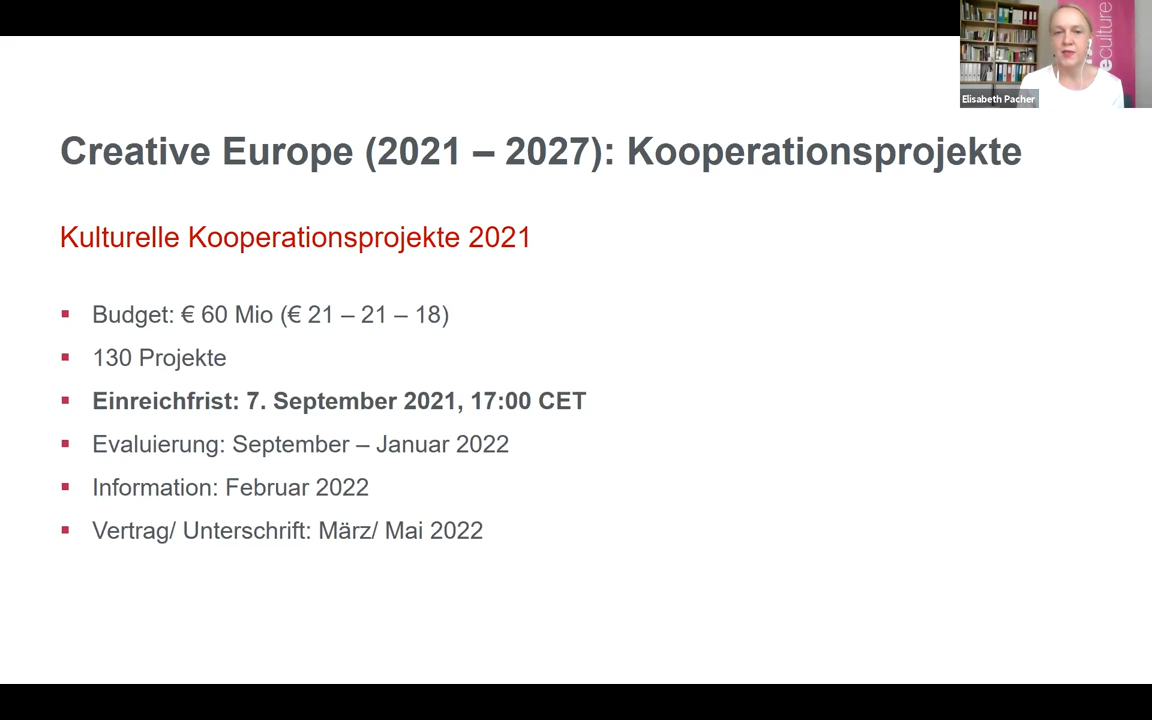 eculture
Elisabeth Pacher
Creative Europe (2021 – 2027): Kooperationsprojekte
Kulturelle Kooperationsprojekte 2021
▪ Budget: € 60 Mio (€ 21 – 21 – 18)
▪ 130 Projekte
▪ Einreichfrist: 7. September 2021, 17:00 CET
▪ Evaluierung: September – Januar 2022
▪ Information: Februar 2022
▪ Vertrag/ Unterschrift: März/ Mai 2022